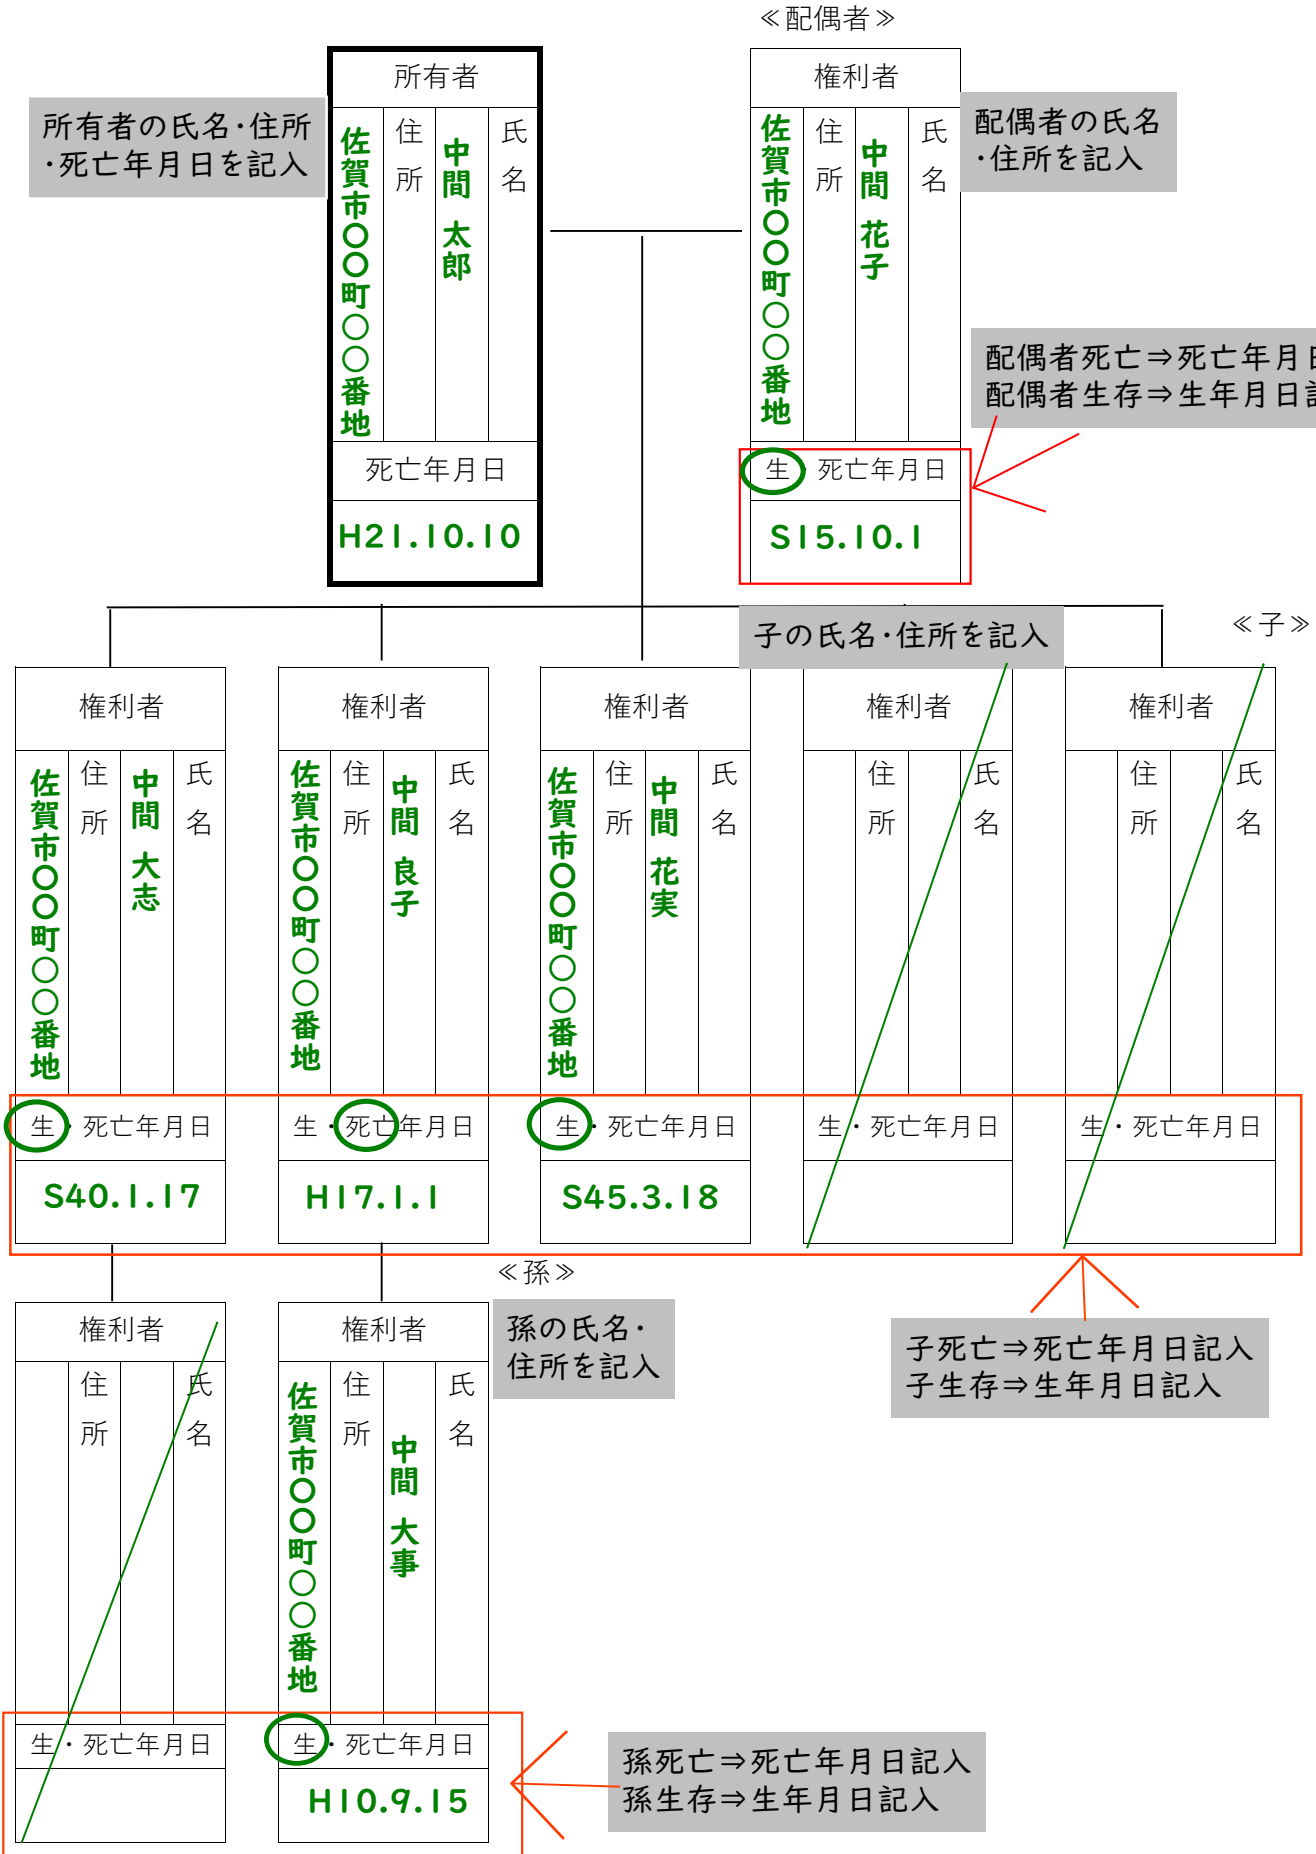 ≪配偶者≫
所有者
権利者
所有者の氏名・住所
・死亡年月日を記入
氏名
中間 太郎
住所
佐賀市〇〇町○○番地
死亡年月日
H21.10.10
氏名
中間 花子
住所
佐賀市〇〇町○○番地
配偶者の氏名
・住所を記入
配偶者死亡⇒死亡年月
配偶者生存⇒生年月日
生・死亡年月日
S15.10.1
子の氏名・住所を記入
≪子≫
権利者
氏名
中間 大志
住所
佐賀市〇〇町○○番地
生・死亡年月日
S40.1.17
権利者
氏名
中間 良子
住所
佐賀市〇〇町○○番地
生・死亡年月日
H17.1.1
権利者
氏名
中間 花実
住所
佐賀市〇〇町○○番地
生・死亡年月日
S45.3.18
権利者
氏名
住所
生・死亡年月日
権利者
氏名
住所
生・死亡年月日
子死亡⇒死亡年月日記入
子生存⇒生年月日記入
≪孫≫
孫の氏名・
住所を記入
権利者
氏名
住所
生・死亡年月日
権利者
氏名
中間 大事
住所
佐賀市〇〇町○○番地
生・死亡年月日
H10.9.15
孫死亡⇒死亡年月日記入
孫生存⇒生年月日記入